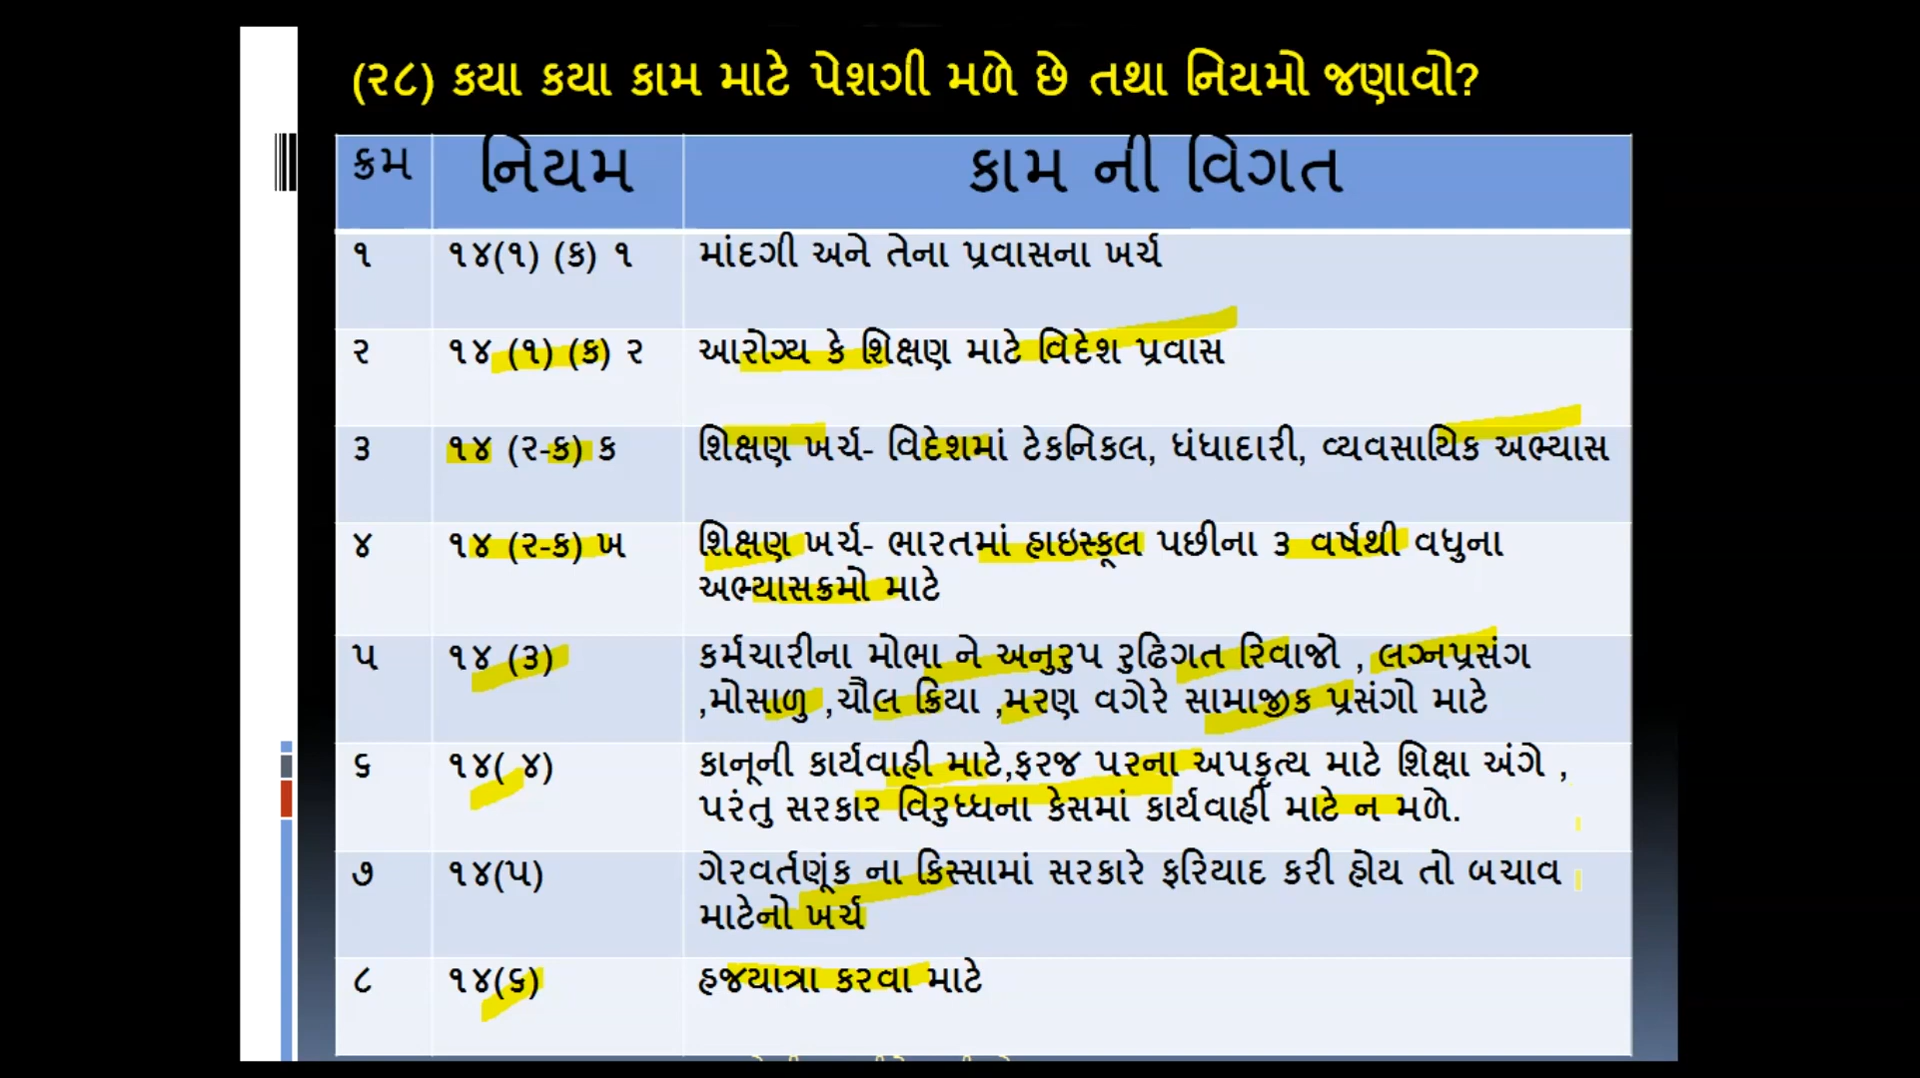 (૨૮) કયા કયા કામ માટે પેશગી મળે છે તથા નિયમો જણાવો?
ક્રમ નિયમ કામ ની વિગત
૧ ૧૪(૧) (ક) ૧ માંદગી અને તેના પ્રવાસના ખર્ચ
૨ ૧૪ (૧) (ક) ૨ આરોગ્ય કે શિક્ષણ માટે વિદેશ પ્રવાસ
૩ ૧૪ (૨-ક) ક શિક્ષણ ખર્ચ- વિદેશમાં ટેકનિકલ, ધંધાદારી, વ્યવસાયિક અભ્યાસ
૪ ૧૪ (૨-ક) ખ શિક્ષણ ખર્ચ- ભારતમાં હાઇસ્કૂલ પછીના ૩ વર્ષથી વધુના
અભ્યાસક્રમો માટે
૫ ૧૪ (૩) કર્મચારીના મોભા ને અનુરુપ રુઢિગત રિવાજો , લગ્નપ્રસંગ
,મોસાળુ ,ચૌલ ક્રિયા ,મરણ વગેરે સામાજીક પ્રસંગો માટે
૬ ૧૪( ૪) કાનૂની કાર્યવાહી માટે,ફરજ પરના અપકૃત્ય માટે શિક્ષા અંગે ,
પરંતુ સરકાર વિરુધ્ધના કેસમાં કાર્યવાહી માટે ન મળે.
૭ ૧૪(૫) ગેરવર્તણૂંક ના કિસ્સામાં સરકારે ફરિયાદ કરી હોય તો બચાવ
માટેનો ખર્ચ
૮ ૧૪(૬) હજયાત્રા કરવા માટે